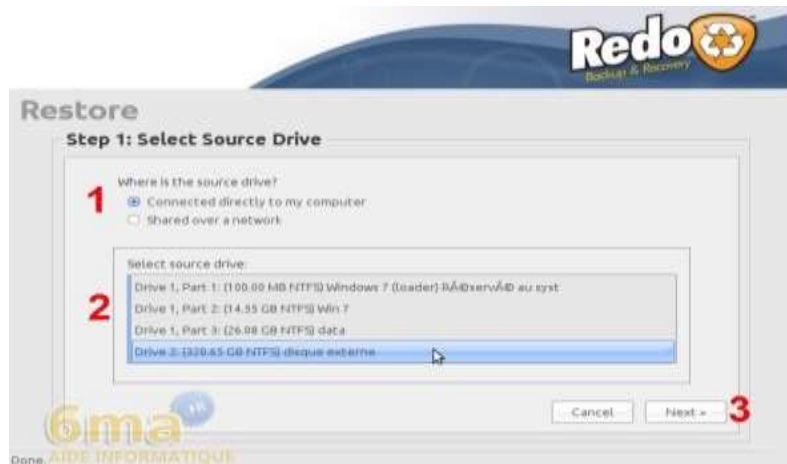 Redo
Backup & Recovery
Restore
Step 1: Select Source Drive
1
Where is the source drive?
Connected directly to my computer
Shared over a network
Select source drive:
2
Drive 1, Part 1: (100.00 MB NTFS) Windows 7 (loader) RÃ©servÃ© au syst
Drive 1, Part 2: (14.55 GB NTFS) Win 7
Drive 1, Part 3: (26.08 GB NTFS) data
Drive 2: (320.65 GB NTFS) disque externe
Cancel
Next »
3
6ma
AIDE INFORMATIQUE
Done.